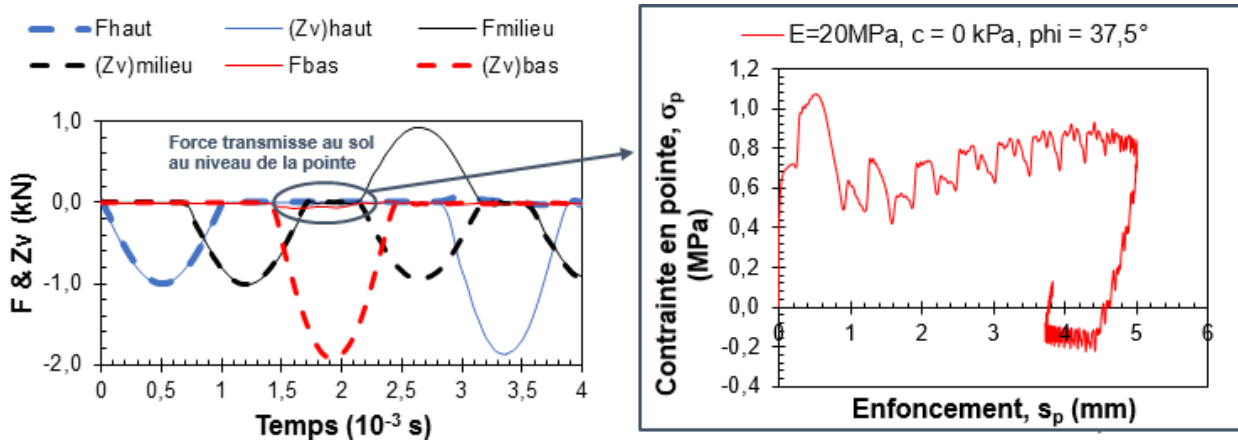 Fhaut (Zv)haut Fmilieu
(Zv)milieu Fbas (Zv)bas
F & Zv (kN)
1,0
0,0
-1,0
-2,0
Force transmisse au sol
au niveau de la pointe
0 0,5 1 1,5 2 2,5 3 3,5 4
Temps (10⁻³ s)
E=20MPa, c = 0 kPa, phi = 37,5°
Contrainte en pointe, σp
(MPa)
1,2
1,0
0,8
0,6
0,4
0,2
0,0
-0,2
-0,4
0 1 2 3 4 5 6
Enfoncement, sp (mm)